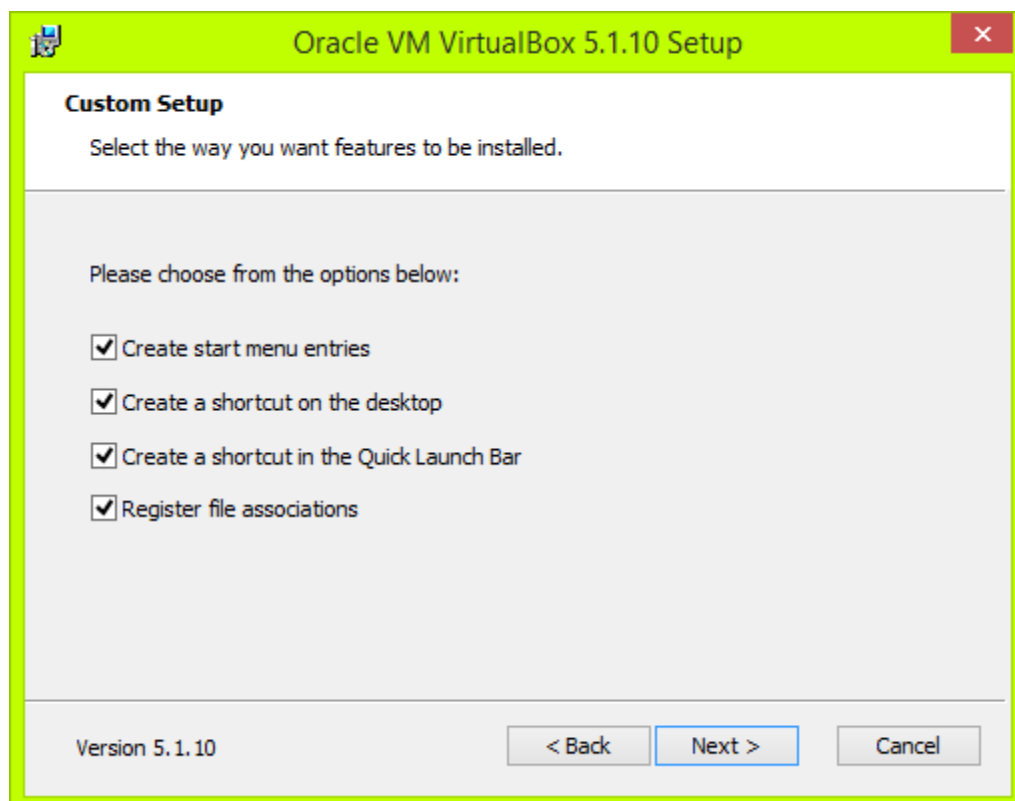 Oracle VM VirtualBox 5.1.10 Setup
Custom Setup
Select the way you want features to be installed.
Please choose from the options below:
Create start menu entries
Create a shortcut on the desktop
Create a shortcut in the Quick Launch Bar
Register file associations
Version 5.1.10
< Back
Next >
Cancel